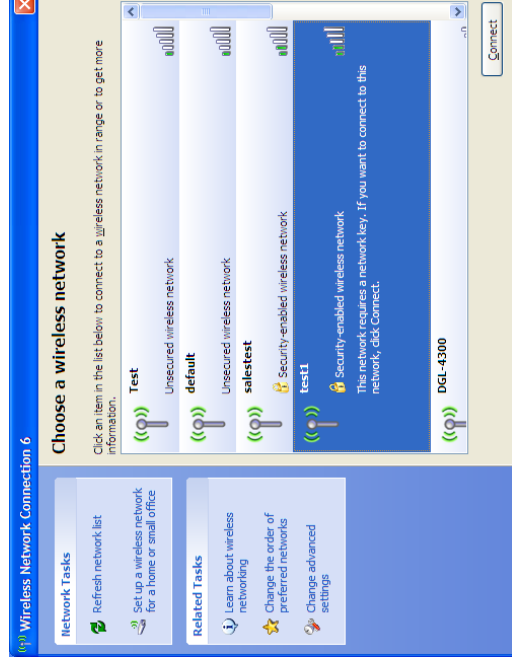 Wireless Network Connection 6
Network Tasks
Refresh network list
Set up a wireless network
for a home or small office
Related Tasks
Learn about wireless
networking
Change the order of
preferred networks
Change advanced
settings
Choose a wireless network
Click an item in the list below to connect to a wireless network in range or to get more
information.
Test
Unsecured wireless network
default
Unsecured wireless network
salestest
Security-enabled wireless network
test1
Security-enabled wireless network
This network requires a network key. If you want to connect to this
network, click Connect.
DGL-4300
Connect